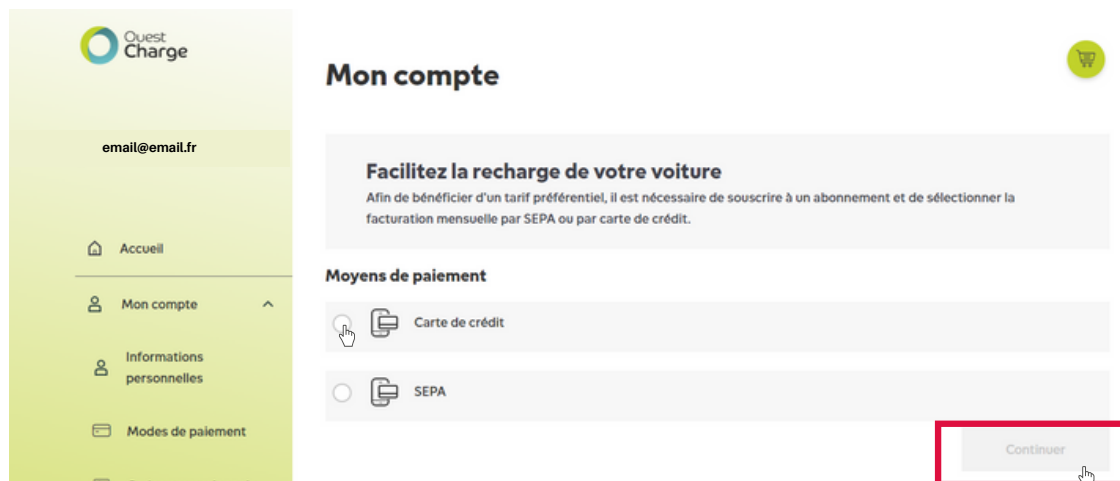 Ouest
Charge
email@email.fr
Accueil
Mon compte
Informations
personnelles
Modes de paiement
Mon compte
Facilitez la recharge de votre voiture
Afin de bénéficier d'un tarif préférentiel, il est nécessaire de souscrire à un abonnement et de sélectionner la
facturation mensuelle par SEPA ou par carte de crédit.
Moyens de paiement
Carte de crédit
SEPA
Continuer